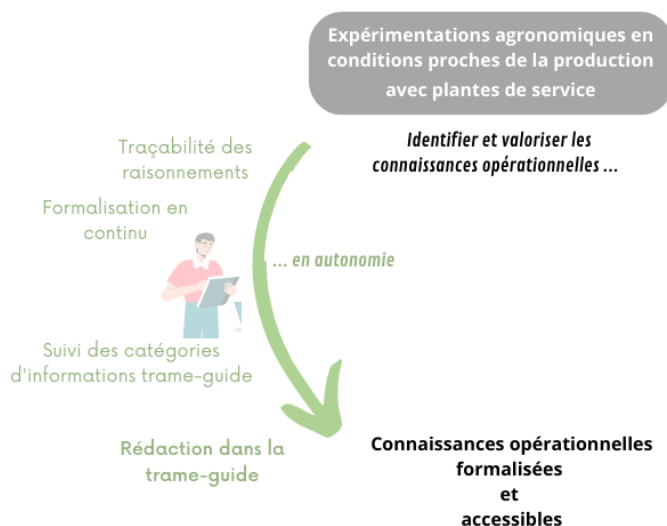 Expérimentations agronomiques en
conditions proches de la production
avec plantes de service
Identifier et valoriser les
connaissances opérationnelles ...
Traçabilité des
raisonnements
Formalisation en
continu
... en autonomie
Suivi des catégories
d'informations trame-guide
Rédaction dans la
trame-guide
Connaissances opérationnelles
formalisées
et
accessibles